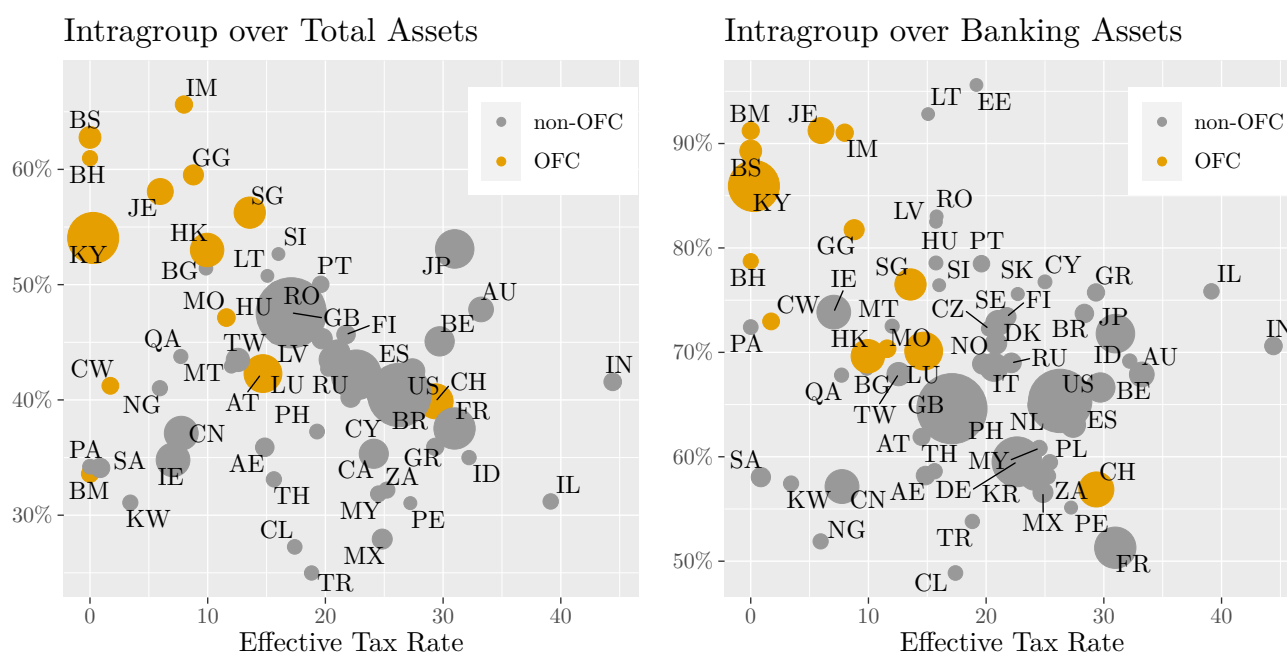 Intragroup over Total Assets
IM
BS
GG
BH
JE
SG
HK
KY
SI
BG
LT
JP
PT
MO
HU
RO
AU
GB
FI
BE
QA
TW
LV
ES
IN
CW
MT
LU
RU
US
CH
NG
AT
PH
BR
FR
CN
CY
PA
SA
IE
AE
CA
GR
ID
BM
TH
ZA
IL
KW
MY
PE
CL
MX
TR
non-OFC
OFC
60%
50%
40%
30%
0
10
20
30
40
Effective Tax Rate
Intragroup over Banking Assets
LT
EE
BM
JE
IM
BS
KY
LV
RO
GG
HU
PT
BH
SG
SI
SK
CY
GR
IL
IE
CW
MT
CZ
SE
FI
BR
JP
PA
HK
MO
NO
DK
RU
ID
AU
IN
QA
BG
LU
IT
US
BE
TW
GB
NL
ES
AT
PH
PL
SA
TH
MY
CH
KW
CN
AE
DE
KR
ZA
NG
TR
MX
PE
FR
CL
non-OFC
OFC
90%
80%
70%
60%
50%
0
10
20
30
40
Effective Tax Rate